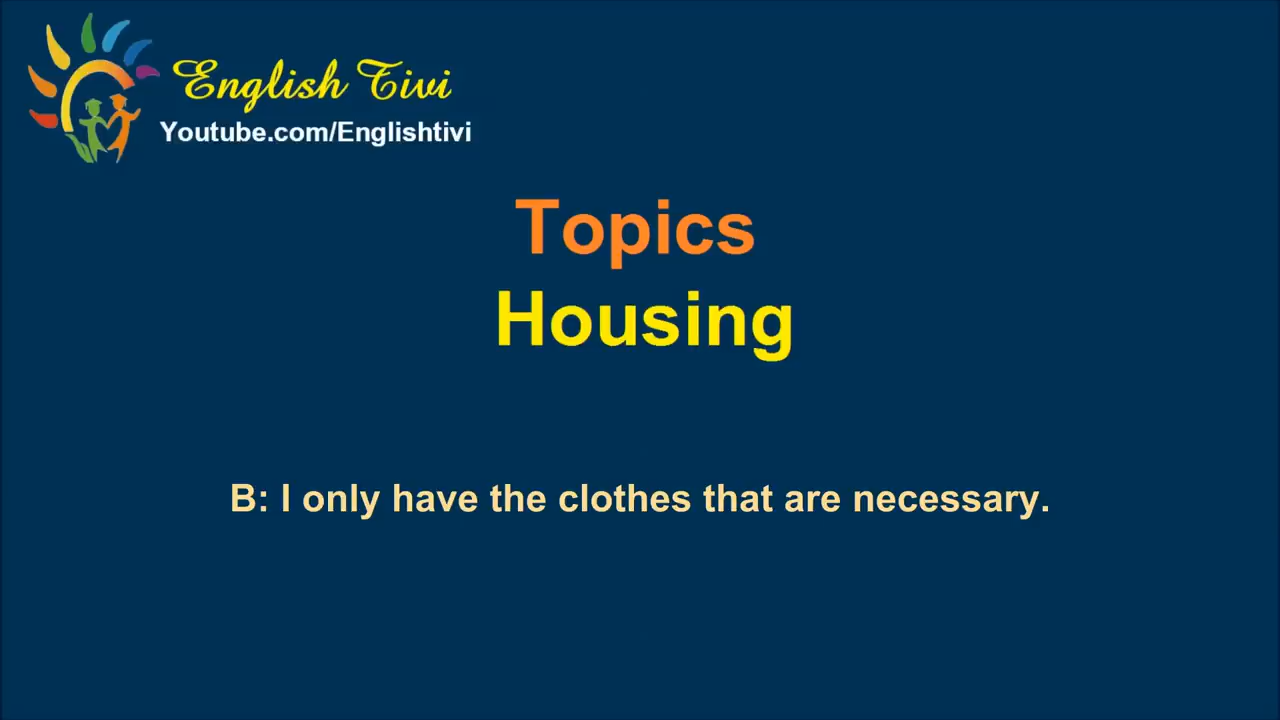 English Tivi
Youtube.com/Englishtivi
Topics
Housing
B: I only have the clothes that are necessary.